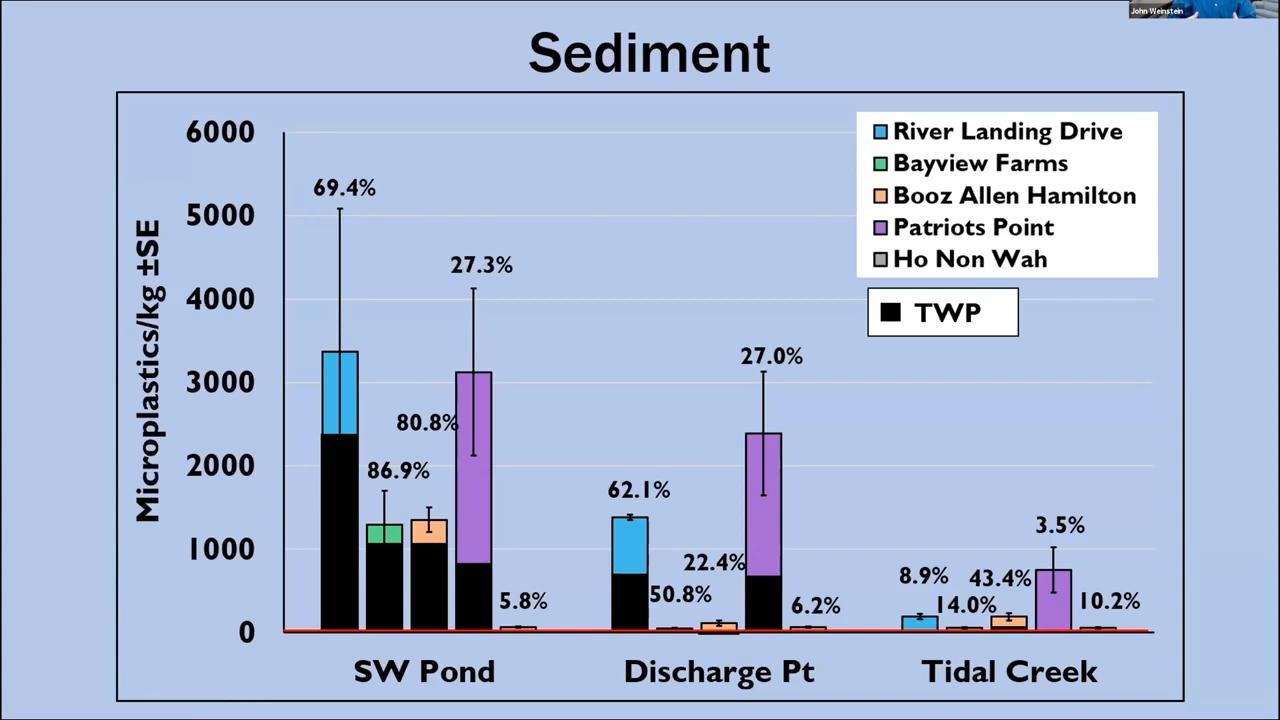 John Weinstein
Sediment
Microplastics/kg ±SE
6000
5000
4000
3000
2000
1000
0
69.4%
86.9%
80.8%
27.3%
5.8%
62.1%
50.8%
22.4%
27.0%
6.2%
8.9%
14.0%
43.4%
3.5%
10.2%
River Landing Drive
Bayview Farms
Booz Allen Hamilton
Patriots Point
Ho Non Wah
TWP
SW Pond
Discharge Pt
Tidal Creek